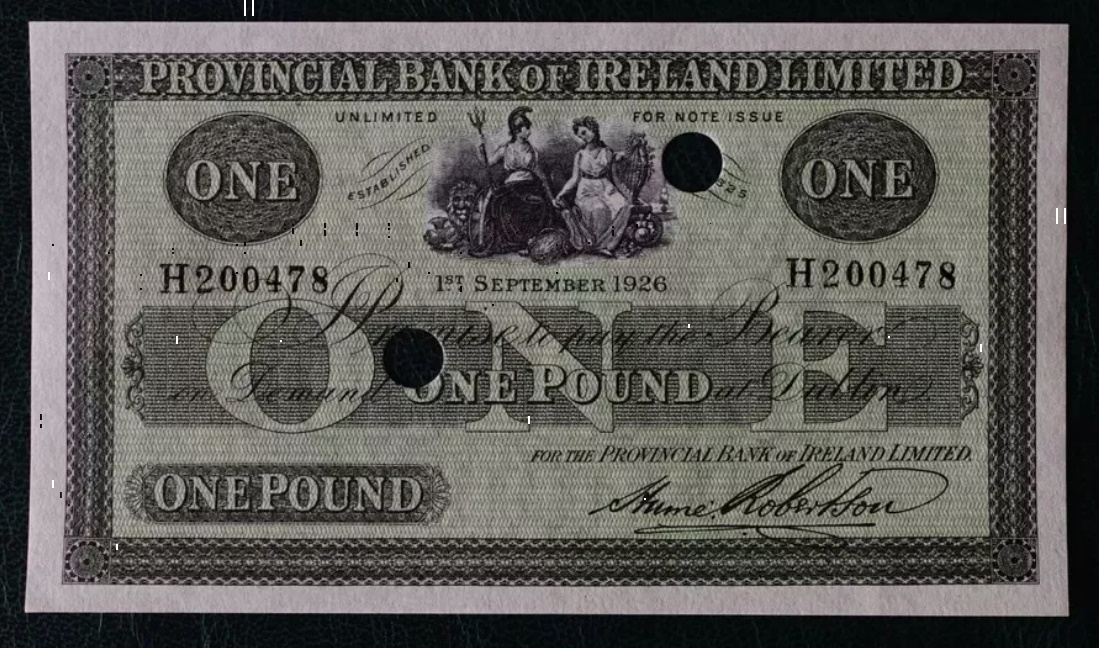 PROVINCIAL BANK OF IRELAND LIMITED
UNLIMITED FOR NOTE ISSUE
ESTABLISHED
ONE ONE
H200478 1ST SEPTEMBER 1926 H200478
ONE
to pay the Bearer
on Demand ONE POUND at Dublin
FOR THE PROVINCIAL BANK OF IRELAND LIMITED.
ONE POUND Hume Robertson